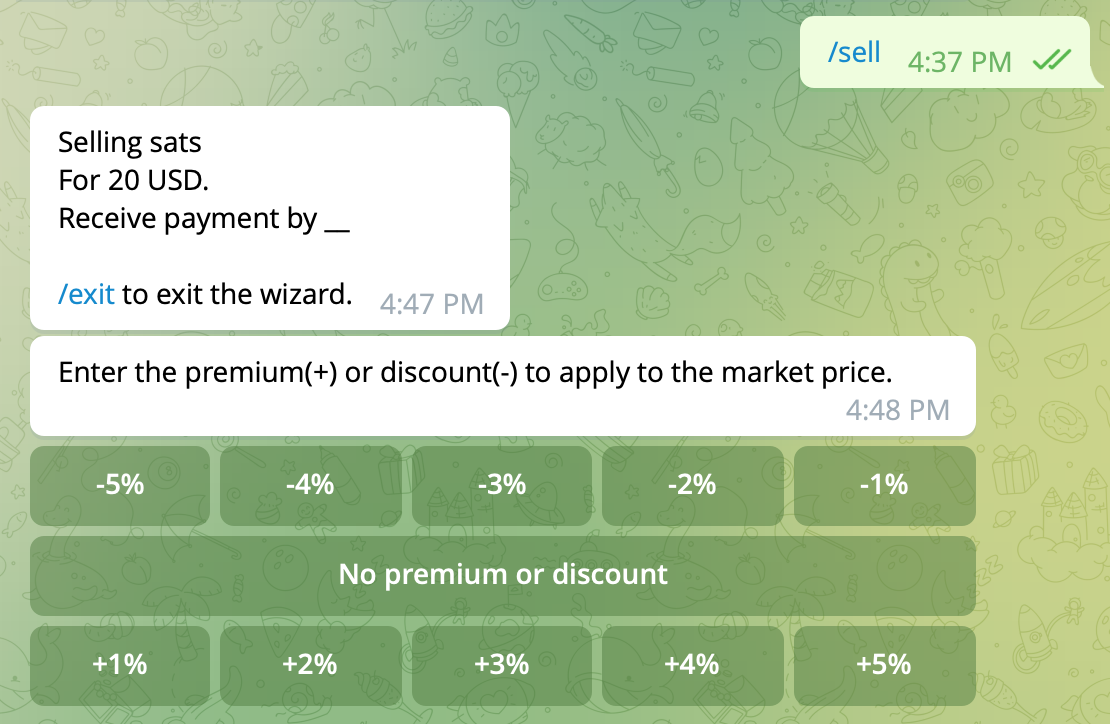 /sell 4:37 PM
Selling sats
For 20 USD.
Receive payment by __
/exit to exit the wizard. 4:47 PM
Enter the premium(+) or discount(-) to apply to the market price.
4:48 PM
-5% -4% -3% -2% -1%
No premium or discount
+1% +2% +3% +4% +5%